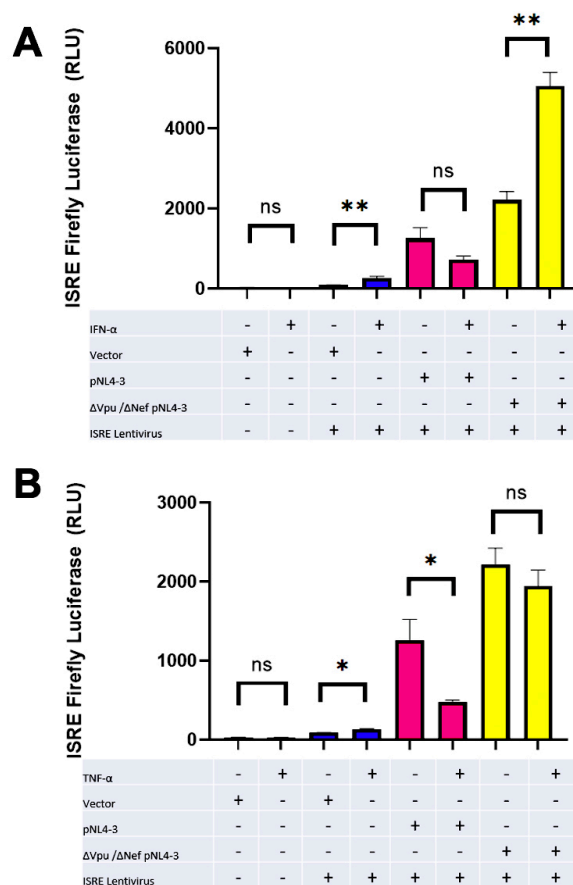 A
ISRE Firefly Luciferase (RLU)
6000
4000
2000
0
ns
**
ns
**
IFN-α - + - + - + - +
Vector + - + - - - - -
pNL4-3 - - - - + + - -
ΔVpu /ΔNef pNL4-3 - - - - - - + +
ISRE Lentivirus - - + + + + + +
B
ISRE Firefly Luciferase (RLU)
3000
2000
1000
0
ns
*
*
ns
TNF-α - + - + - + - +
Vector + - + - - - - -
pNL4-3 - - - - + + - -
ΔVpu /ΔNef pNL4-3 - - - - - - + +
ISRE Lentivirus - - + + + + + +